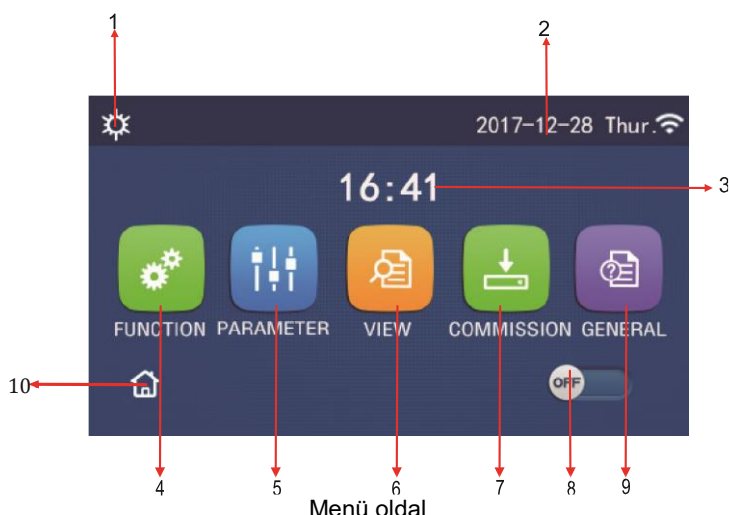 1
2
2017-12-28 Thur.
16:41
3
FUNCTION PARAMETER VIEW COMMISSION GENERAL
10
OFF
4 5 6 7 8 9
Menü oldal